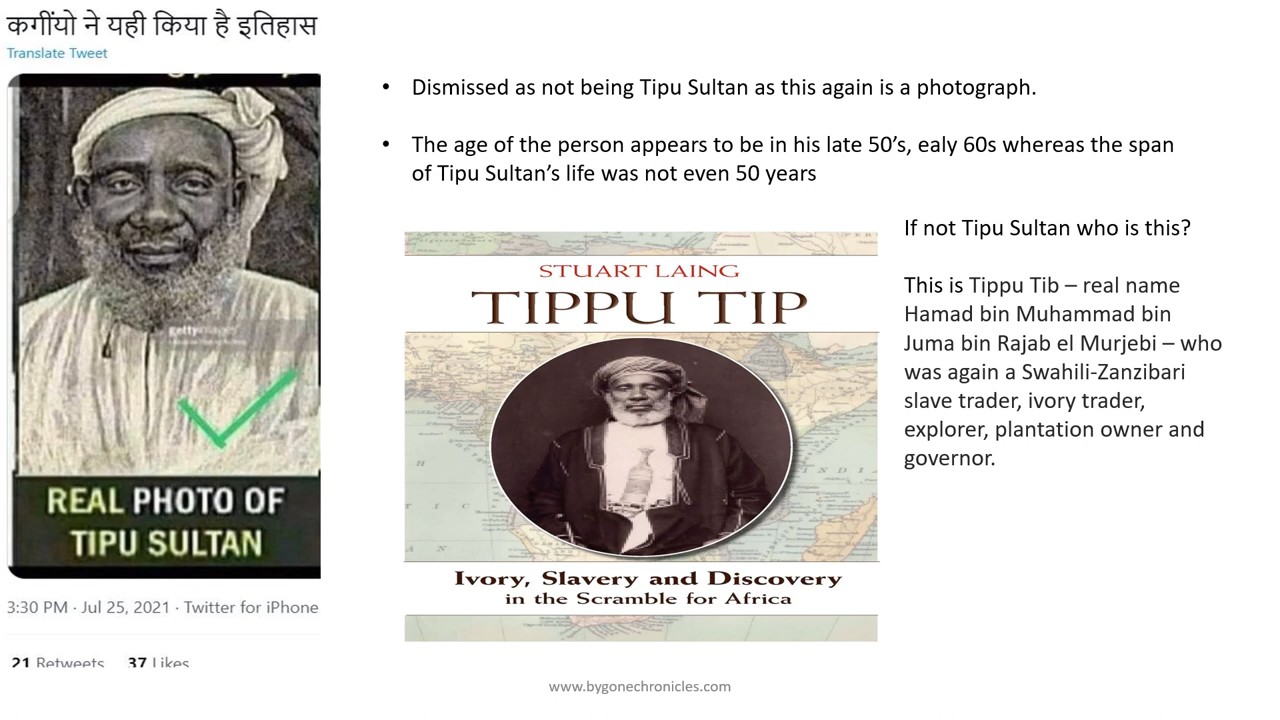 कगींयो ने यही किया है इतिहास
Translate Tweet
gettyimages
REAL PHOTO OF
TIPU SULTAN
3:30 PM · Jul 25, 2021 · Twitter for iPhone
21 Retweets 37 Likes
• Dismissed as not being Tipu Sultan as this again is a photograph.
• The age of the person appears to be in his late 50’s, ealy 60s whereas the span
of Tipu Sultan’s life was not even 50 years
STUART LAING
TIPPU TIP
Ivory, Slavery and Discovery
in the Scramble for Africa
If not Tipu Sultan who is this?
This is Tippu Tib – real name
Hamad bin Muhammad bin
Juma bin Rajab el Murjebi – who
was again a Swahili-Zanzibari
slave trader, ivory trader,
explorer, plantation owner and
governor.
www.bygonechronicles.com